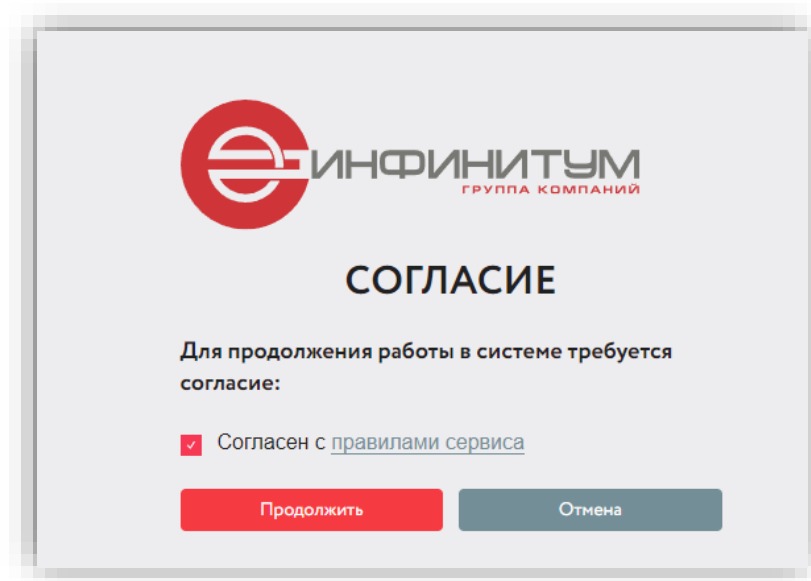 ИНФИНИТУМ
ГРУППА КОМПАНИЙ
СОГЛАСИЕ
Для продолжения работы в системе требуется
согласие:
Согласен с правилами сервиса
Продолжить
Отмена